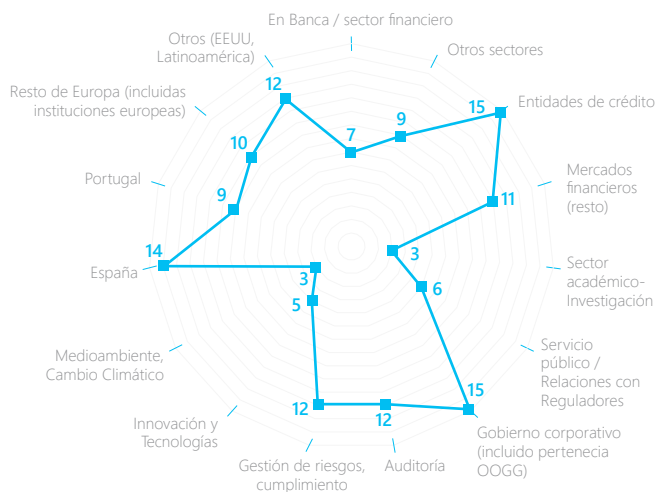 En Banca / sector financiero
7
Otros sectores
9
Entidades de crédito
15
Mercados
financieros
(resto)
11
Sector
académico-
Investigación
3
Servicio
público /
Relaciones con
Reguladores
6
Gobierno corporativo
(incluido pertenecia
OOGG)
15
Auditoría
12
Gestión de riesgos,
cumplimiento
12
Innovación y
Tecnologías
5
Medioambiente,
Cambio Climático
3
España
14
Portugal
9
Resto de Europa (incluidas
instituciones europeas)
10
Otros (EEUU,
Latinoamérica)
12